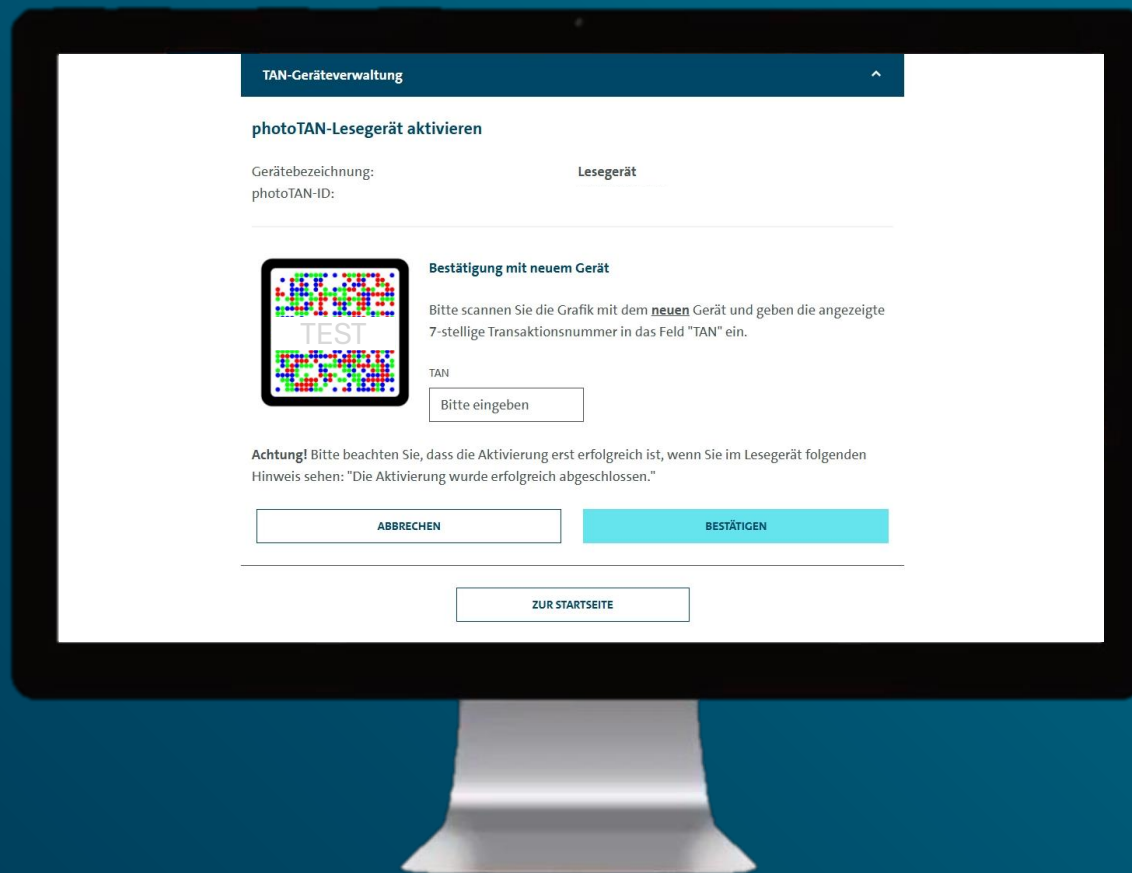 TAN-Geräteverwaltung
photoTAN-Lesegerät aktivieren
Gerätebezeichnung: Lesegerät
photoTAN-ID:
Bestätigung mit neuem Gerät
Bitte scannen Sie die Grafik mit dem neuen Gerät und geben die angezeigte
7-stellige Transaktionsnummer in das Feld "TAN" ein.
TEST
TAN
Bitte eingeben
Achtung! Bitte beachten Sie, dass die Aktivierung erst erfolgreich ist, wenn Sie im Lesegerät folgenden
Hinweis sehen: "Die Aktivierung wurde erfolgreich abgeschlossen."
ABBRECHEN BESTÄTIGEN
ZUR STARTSEITE